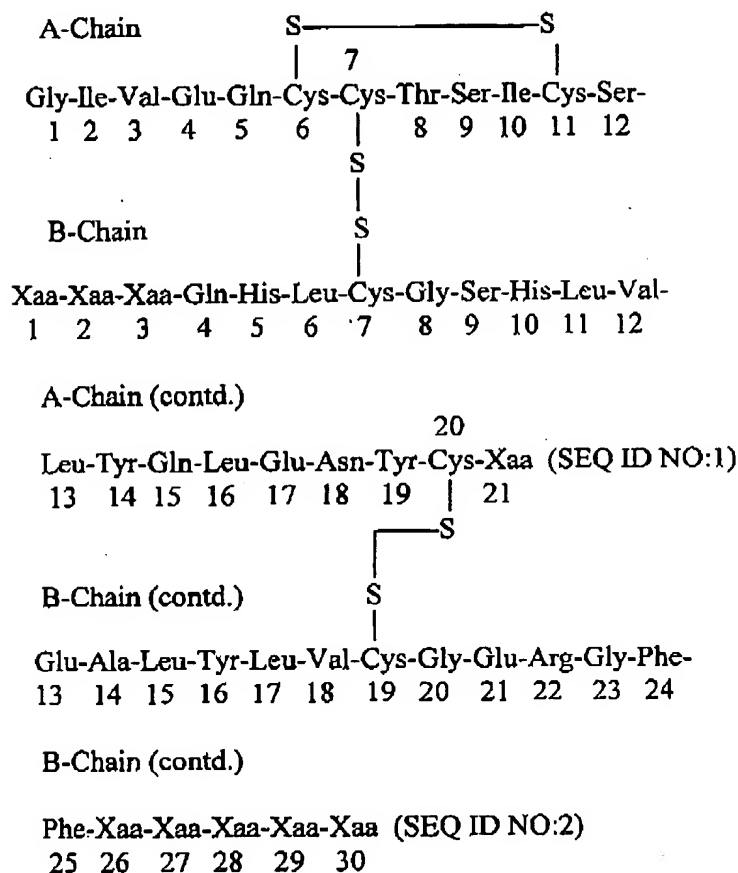 A-Chain
S S
7
Gly-Ile-Val-Glu-Gln-Cys-Cys-Thr-Ser-Ile-Cys-Ser-
1 2 3 4 5 6 8 9 10 11 12
S
S
B-Chain
Xaa-Xaa-Xaa-Gln-His-Leu-Cys-Gly-Ser-His-Leu-Val-
1 2 3 4 5 6 7 8 9 10 11 12
A-Chain (contd.)
20
Leu-Tyr-Gln-Leu-Glu-Asn-Tyr-Cys-Xaa (SEQ ID NO:1)
13 14 15 16 17 18 19 21
S
S
B-Chain (contd.)
Glu-Ala-Leu-Tyr-Leu-Val-Cys-Gly-Glu-Arg-Gly-Phe-
13 14 15 16 17 18 19 20 21 22 23 24
B-Chain (contd.)
Phe-Xaa-Xaa-Xaa-Xaa-Xaa (SEQ ID NO:2)
25 26 27 28 29 30